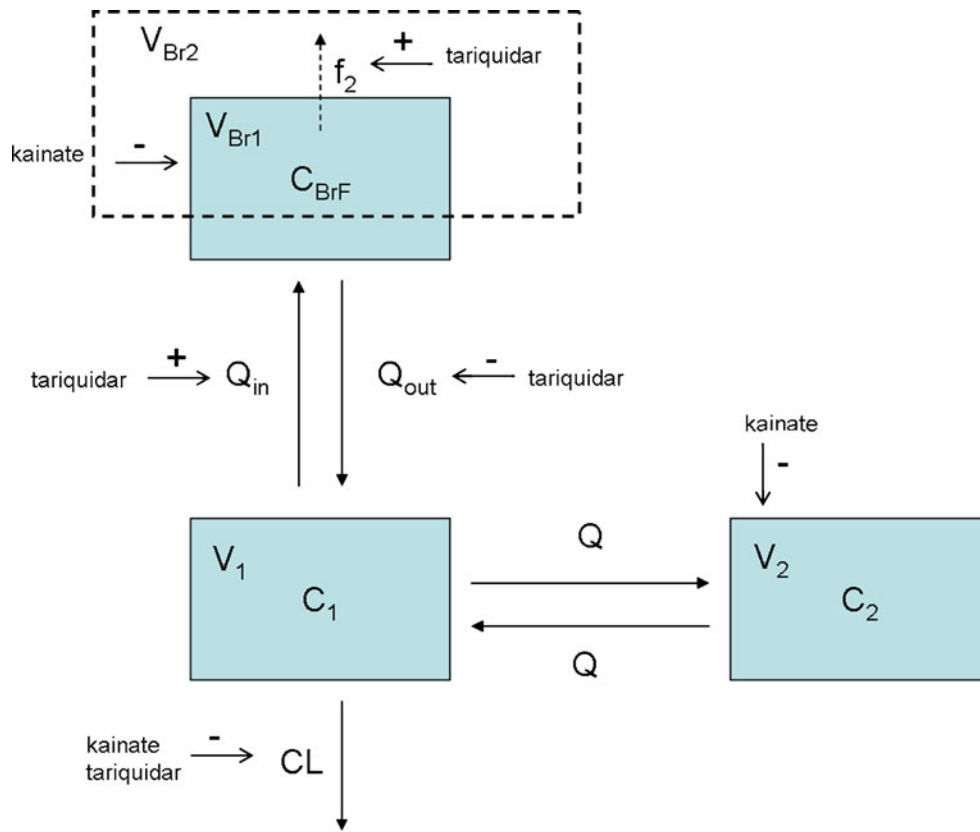 V_Br2
+
tariquidar
f_2
V_Br1
kainate
-
C_BrF
tariquidar
+
Q_in
Q_out
-
tariquidar
kainate
-
V_1
C_1
Q
V_2
C_2
Q
kainate
tariquidar
-
CL